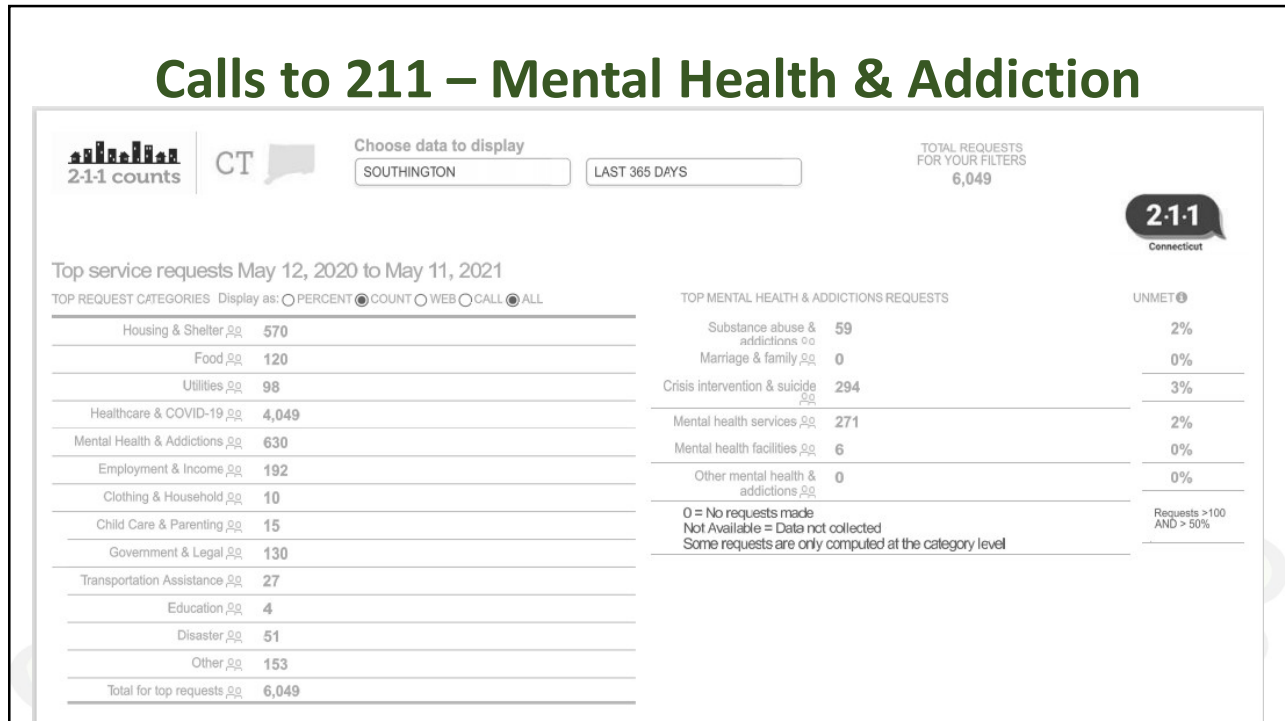 Calls to 211 – Mental Health & Addiction
2-1-1 counts
CT
Choose data to display
SOUTHINGTON
LAST 365 DAYS
TOTAL REQUESTS
FOR YOUR FILTERS
6,049
2·1·1
Connecticut
Top service requests May 12, 2020 to May 11, 2021
TOP REQUEST CATEGORIES Display as: PERCENT COUNT WEB CALL ALL
Housing & Shelter 570
Food 120
Utilities 98
Healthcare & COVID-19 4,049
Mental Health & Addictions 630
Employment & Income 192
Clothing & Household 10
Child Care & Parenting 15
Government & Legal 130
Transportation Assistance 27
Education 4
Disaster 51
Other 153
Total for top requests 6,049
TOP MENTAL HEALTH & ADDICTIONS REQUESTS UNMET
Substance abuse & 59 2%
addictions
Marriage & family 0 0%
Crisis intervention & suicide 294 3%
Mental health services 271 2%
Mental health facilities 6 0%
Other mental health & 0 0%
addictions
0 = No requests made
Not Available = Data not collected
Some requests are only computed at the category level
Requests >100
AND > 50%